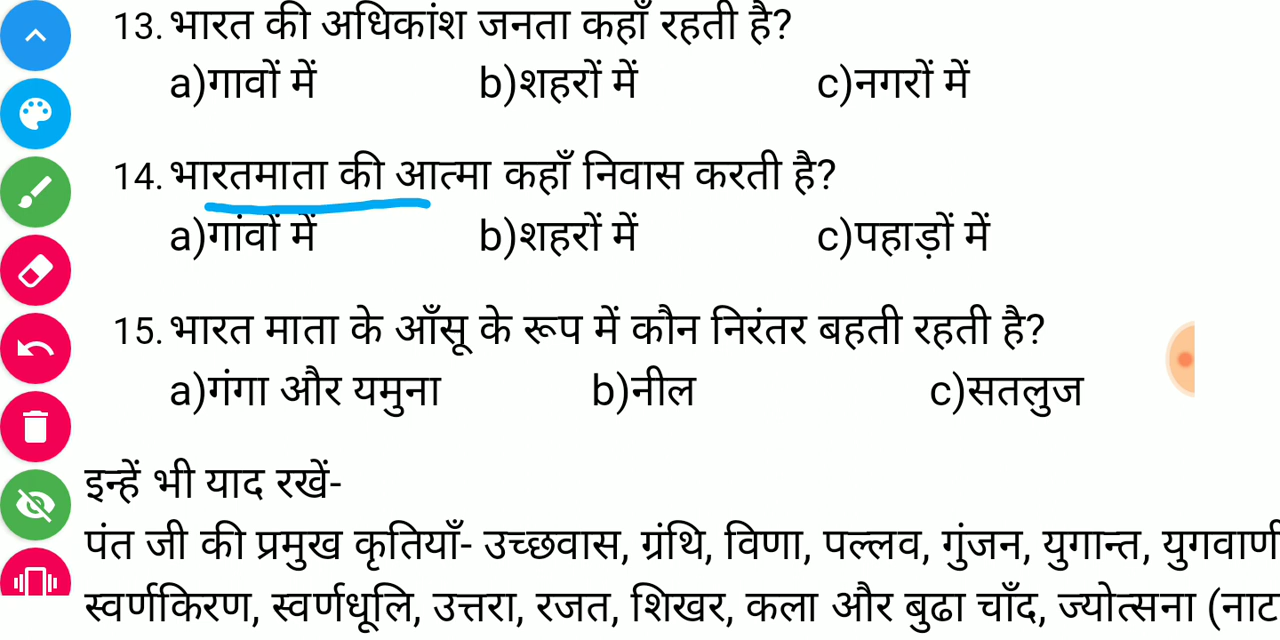 13. भारत की अधिकांश जनता कहाँ रहती है?
a)गावों में b)शहरों में c)नगरों में
14. भारतमाता की आत्मा कहाँ निवास करती है?
a)गांवों में b)शहरों में c)पहाड़ों में
15. भारत माता के आँसू के रूप में कौन निरंतर बहती रहती है?
a)गंगा और यमुना b)नील c)सतलुज
इन्हें भी याद रखें-
पंत जी की प्रमुख कृतियाँ- उच्छवास, ग्रंथि, विणा, पल्लव, गुंजन, युगान्त, युगवाणी
स्वर्णकिरण, स्वर्णधूलि, उत्तरा, रजत, शिखर, कला और बुढा चाँद, ज्योत्सना (नाट